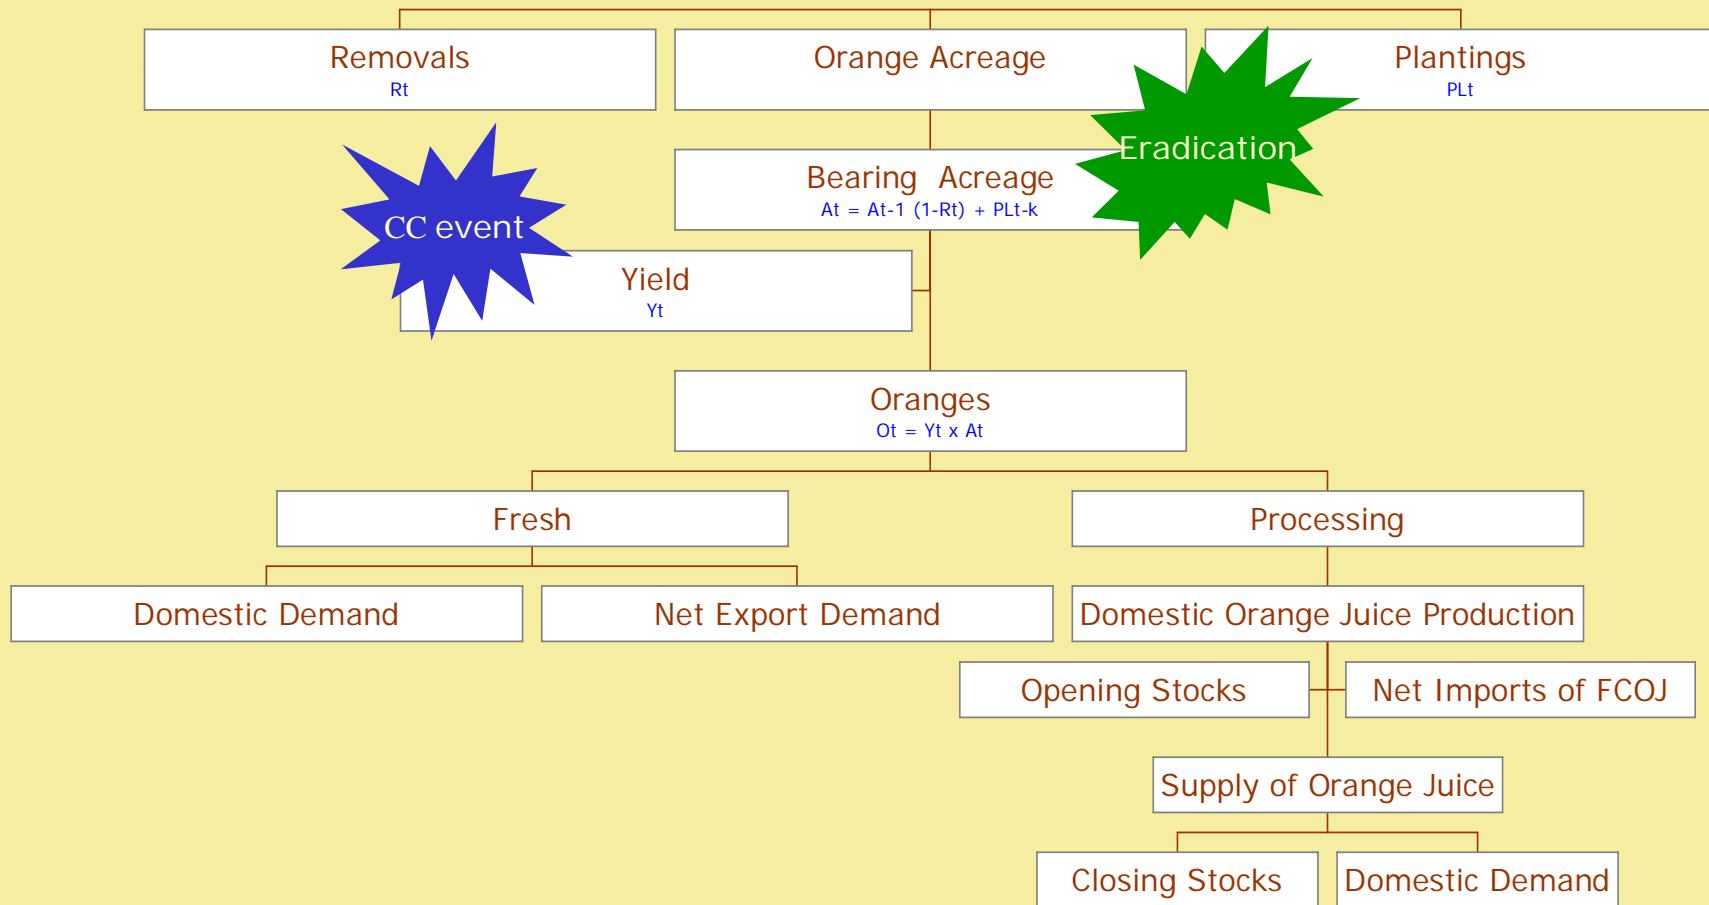 Removals
Rt
Orange Acreage
Plantings
PLt
Eradication
Bearing Acreage
At = At-1 (1-Rt) + PLt-k
CC event
Yield
Yt
Oranges
Ot = Yt x At
Fresh
Processing
Domestic Demand
Net Export Demand
Domestic Orange Juice Production
Opening Stocks
Net Imports of FCOJ
Supply of Orange Juice
Closing Stocks
Domestic Demand